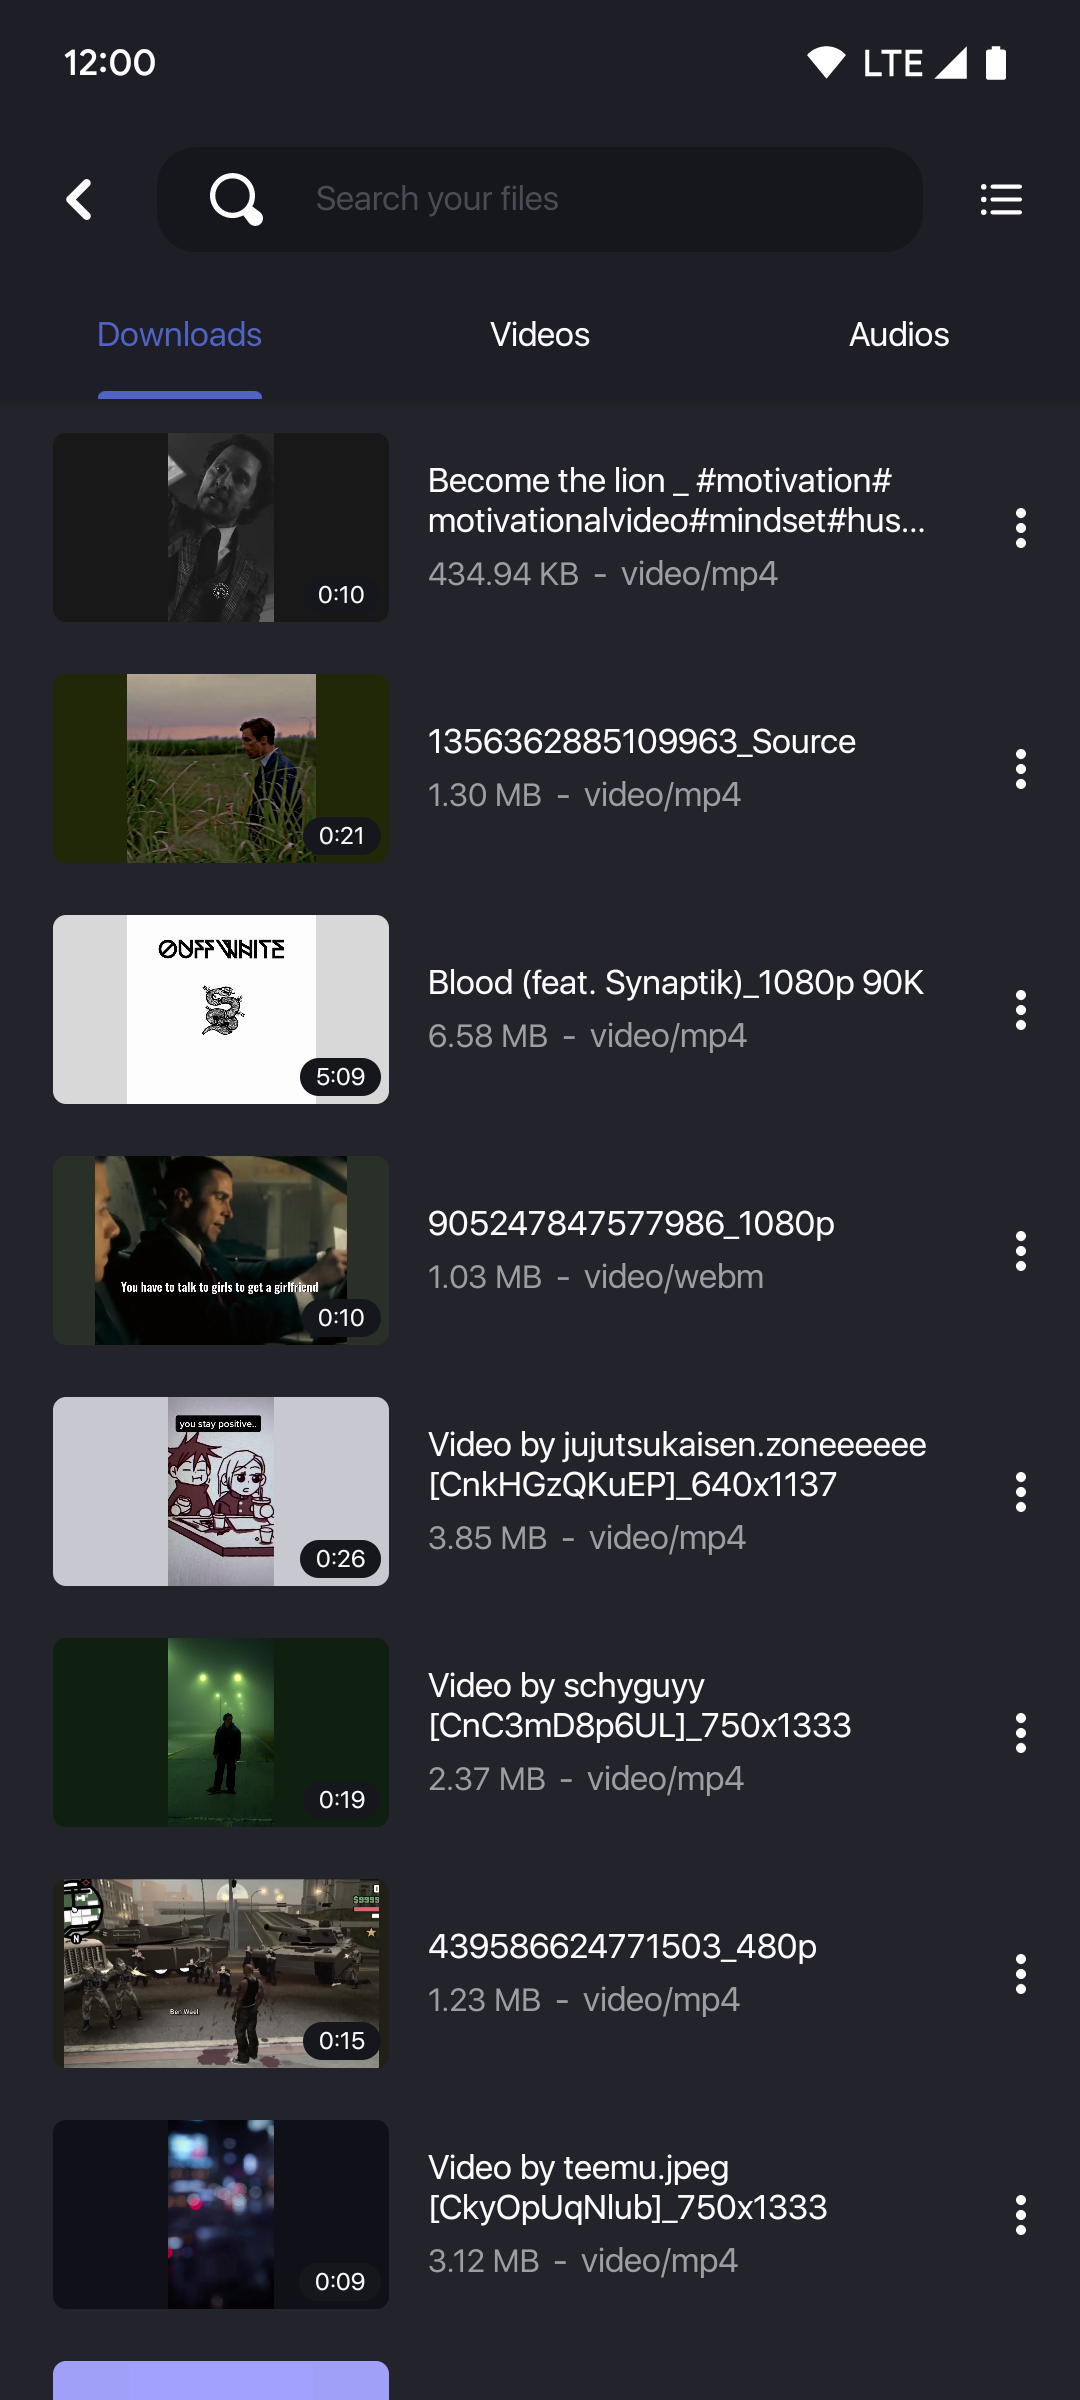 12:00
LTE
Search your files
Downloads
Videos
Audios
0:10
Become the lion _ #motivation#
motivationalvideo#mindset#hus...
434.94 KB - video/mp4
0:21
1356362885109963_Source
1.30 MB - video/mp4
ØUFF WHITE
5:09
Blood (feat. Synaptik)_1080p 90K
6.58 MB - video/mp4
You have to talk to girls to get a girlfriend
0:10
905247847577986_1080p
1.03 MB - video/webm
you stay positive..
0:26
Video by jujutsukaisen.zoneeeeee
[CnkHGzQKuEP]_640x1137
3.85 MB - video/mp4
0:19
Video by schyguyy
[CnC3mD8p6UL]_750x1333
2.37 MB - video/mp4
N
Ben Wael
0:15
439586624771503_480p
1.23 MB - video/mp4
0:09
Video by teemu.jpeg
[CkyOpUqNlub]_750x1333
3.12 MB - video/mp4